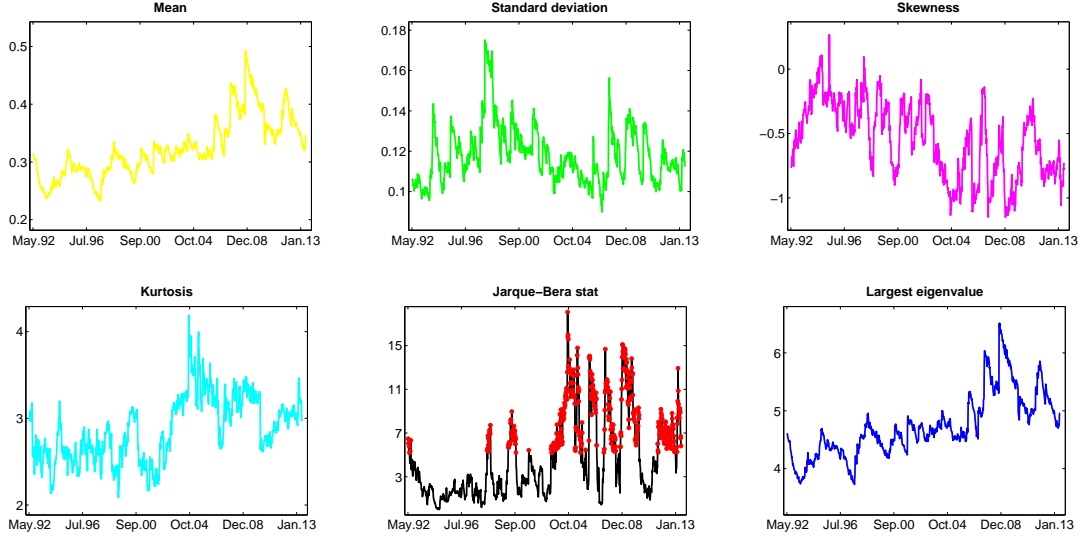 Mean
0.5
0.4
0.3
0.2
May.92 Jul.96 Sep.00 Oct.04 Dec.08 Jan.13
Standard deviation
0.18
0.16
0.14
0.12
0.1
May.92 Jul.96 Sep.00 Oct.04 Dec.08 Jan.13
Skewness
0
−0.5
−1
May.92 Jul.96 Sep.00 Oct.04 Dec.08 Jan.13
Kurtosis
4
3
2
May.92 Jul.96 Sep.00 Oct.04 Dec.08 Jan.13
Jarque−Bera stat
15
11
7
3
May.92 Jul.96 Sep.00 Oct.04 Dec.08 Jan.13
Largest eigenvalue
6
5
4
May.92 Jul.96 Sep.00 Oct.04 Dec.08 Jan.13